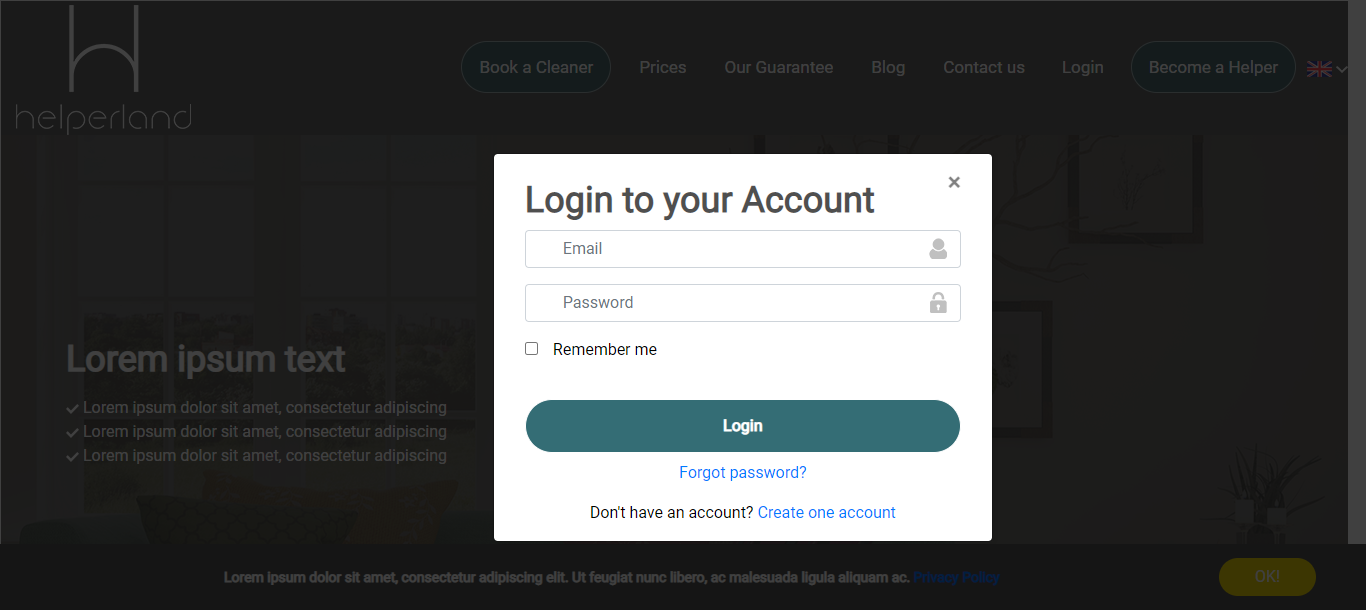 helperland
Book a Cleaner Prices Our Guarantee Blog Contact us Login Become a Helper
Login to your Account ×
Email
Password
Remember me
Login
Forgot password?
Don't have an account? Create one account
Lorem ipsum text
Lorem ipsum dolor sit amet, consectetur adipiscing
Lorem ipsum dolor sit amet, consectetur adipiscing
Lorem ipsum dolor sit amet, consectetur adipiscing
Lorem ipsum dolor sit amet, consectetur adipiscing elit. Ut feugiat nunc libero, ac malesuada ligula aliquam ac. Privacy Policy OK!